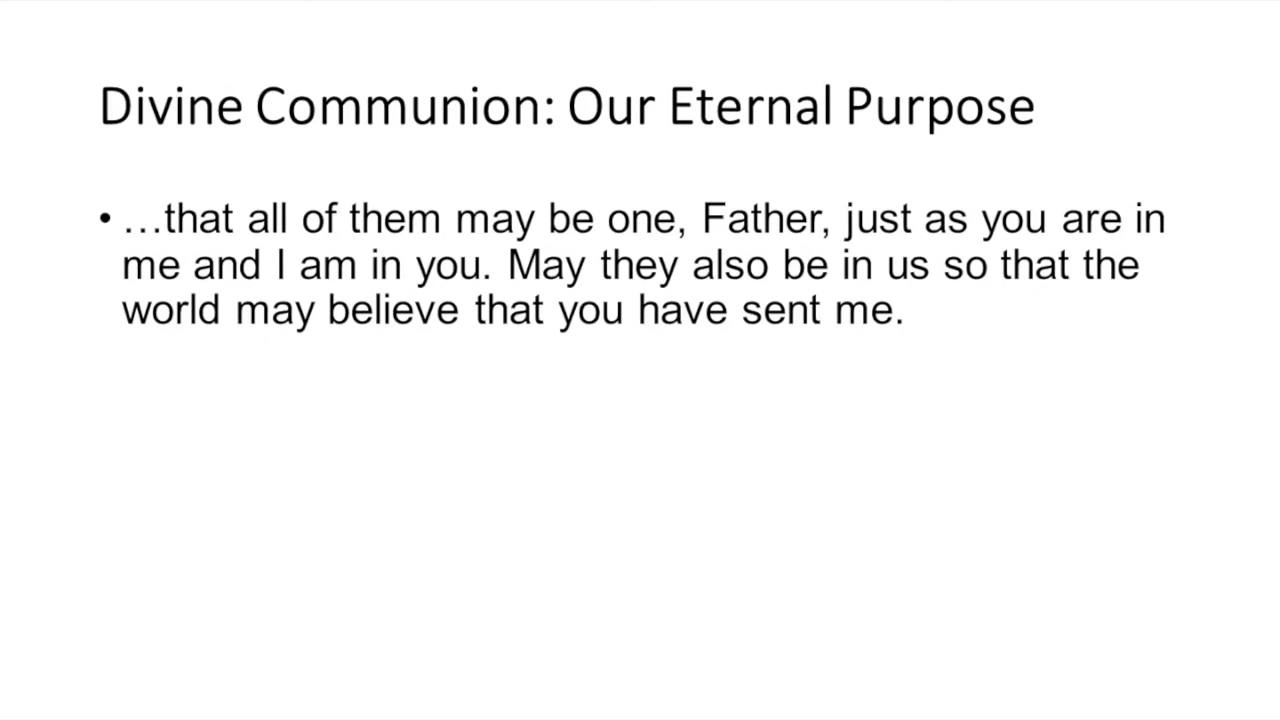 Divine Communion: Our Eternal Purpose
• …that all of them may be one, Father, just as you are in
me and I am in you. May they also be in us so that the
world may believe that you have sent me.